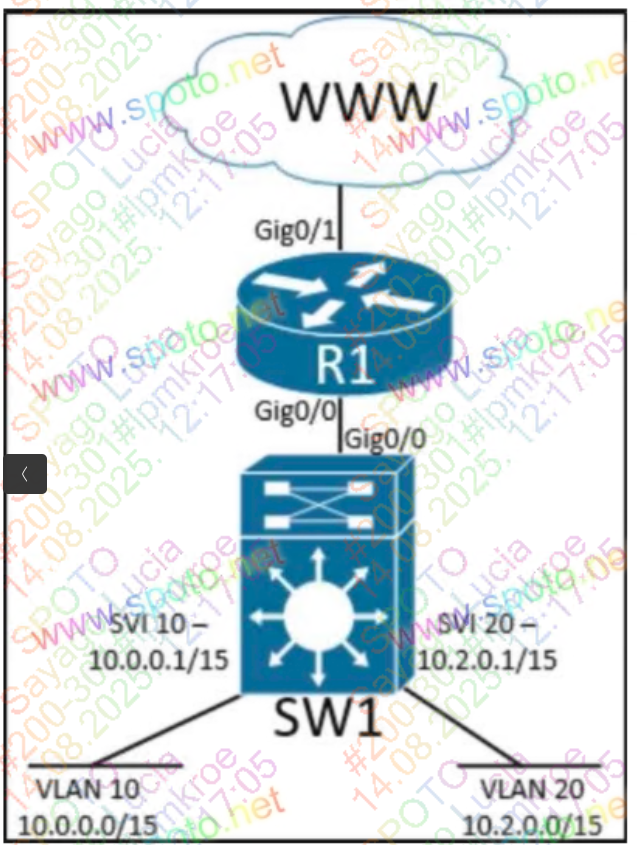 WWW
Gig0/1
R1
Gig0/0
Gig0/0
SVI 10 –
10.0.0.1/15
SVI 20 –
10.2.0.1/15
SW1
VLAN 10
10.0.0.0/15
VLAN 20
10.2.0.0/15
www.spoto.net
SPOTO Lucia
Sayago
#200-301#lpmkroe
14.08.2025. 12:17:05